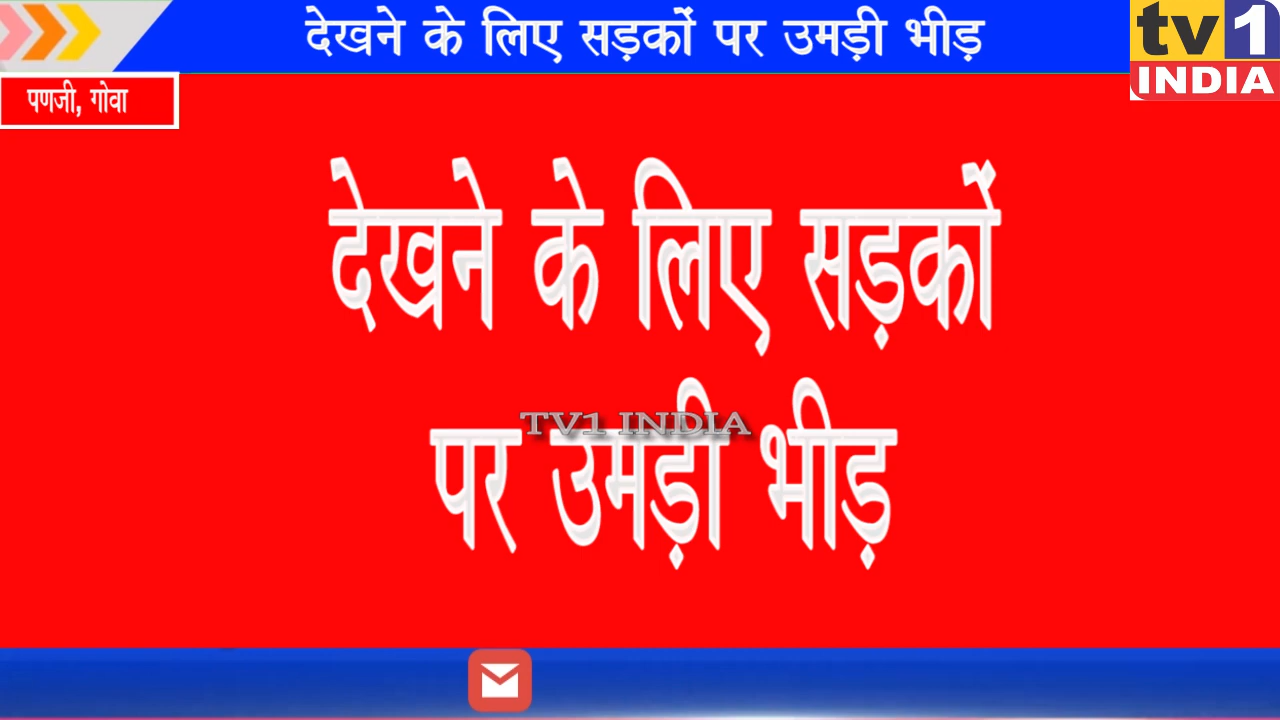 देखने के लिए सड़कों पर उमड़ी भीड़
tv1
INDIA
पणजी, गोवा
देखने के लिए सड़कों
TV1 INDIA
पर उमड़ी भीड़